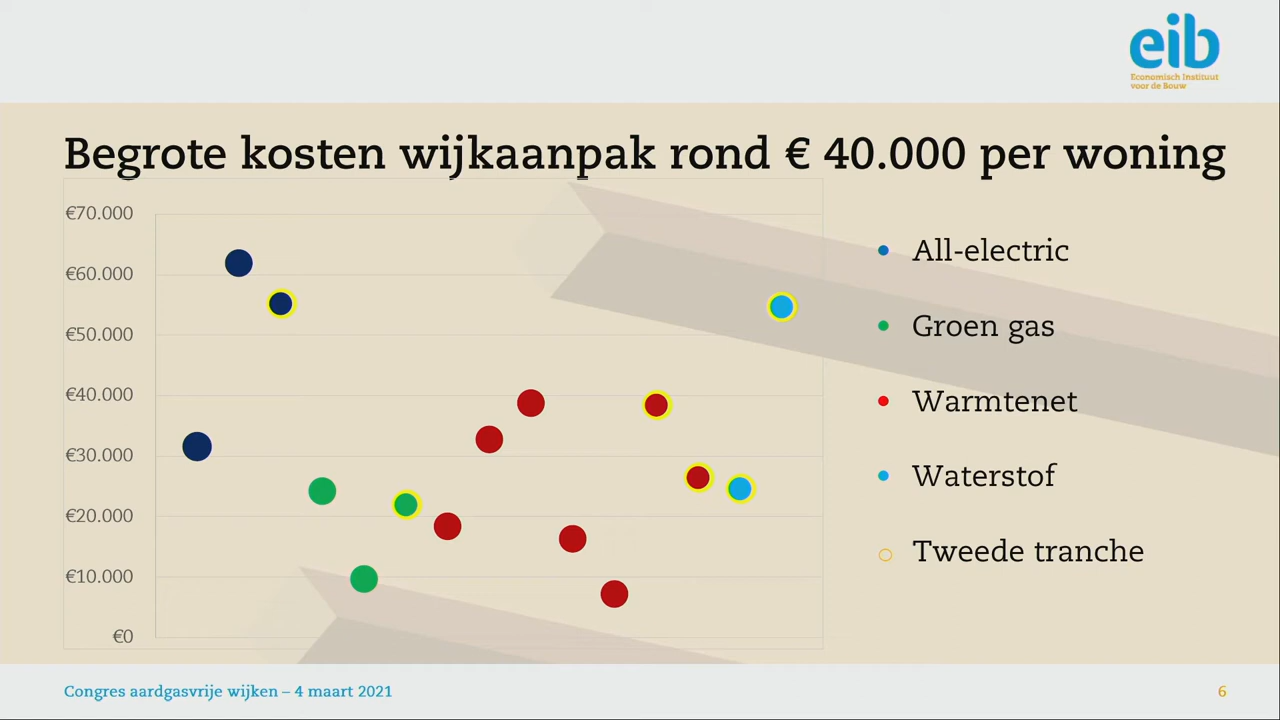 eib
Economisch Instituut
voor de Bouw
Begrote kosten wijkaanpak rond € 40.000 per woning
€70.000
€60.000
€50.000
€40.000
€30.000
€20.000
€10.000
€0
All-electric
Groen gas
Warmtenet
Waterstof
Tweede tranche
Congres aardgasvrije wijken – 4 maart 2021
6